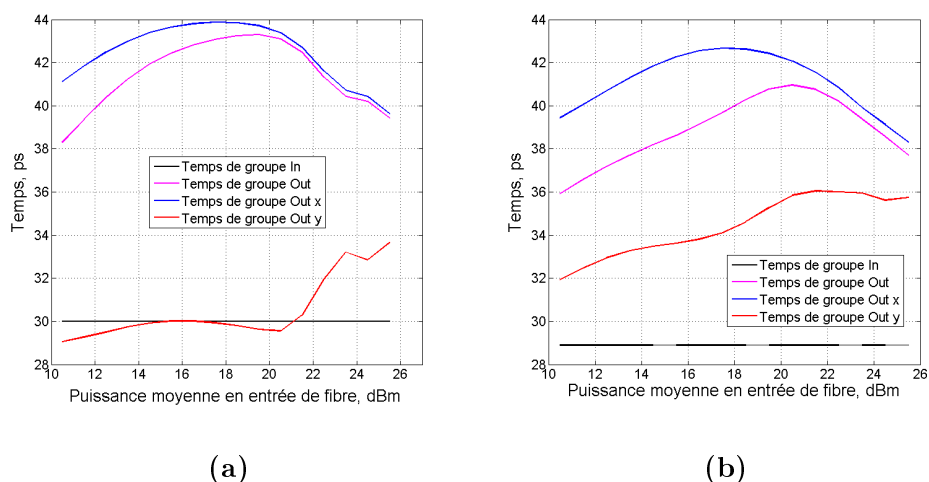 44
42
40
38
36
34
32
30
28
Temps, ps
Temps de groupe In
Temps de groupe Out
Temps de groupe Out x
Temps de groupe Out y
10 12 14 16 18 20 22 24 26
Puissance moyenne en entrée de fibre, dBm
(a)
44
42
40
38
36
34
32
30
28
Temps, ps
Temps de groupe In
Temps de groupe Out
Temps de groupe Out x
Temps de groupe Out y
10 12 14 16 18 20 22 24 26
Puissance moyenne en entrée de fibre, dBm
(b)